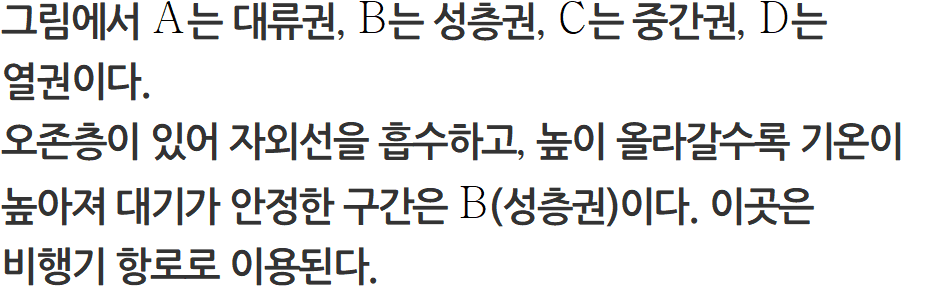 그림에서 A는 대류권, B는 성층권, C는 중간권, D는
열권이다.
오존층이 있어 자외선을 흡수하고, 높이 올라갈수록 기온이
높아져 대기가 안정한 구간은 B(성층권)이다. 이곳은
비행기 항로로 이용된다.